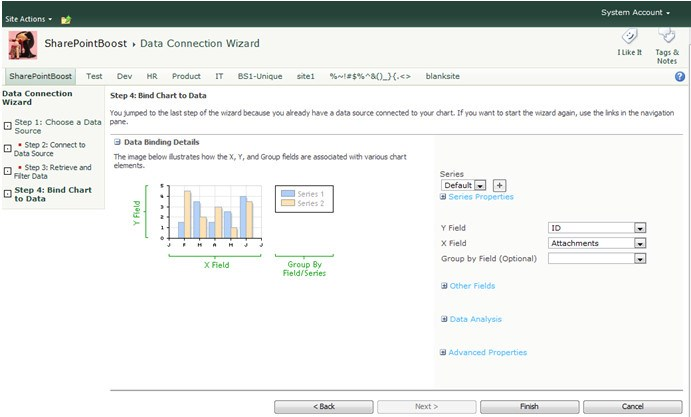 System Account
Site Actions
SharePointBoost › Data Connection Wizard
I Like It
Tags &
Notes
SharePointBoost Test Dev HR Product IT BS1-Unique site1 %~!#$%^&()_}{.<> blanksite
Data Connection
Wizard
Step 1: Choose a Data
Source
Step 2: Connect to
Data Source
Step 3: Retrieve and
Filter Data
Step 4: Bind Chart
to Data
Step 4: Bind Chart to Data
You jumped to the last step of the wizard because you already have a data source connected to your chart. If you want to start the wizard again, use the links in the navigation
pane.
Data Binding Details
The image below illustrates how the X, Y, and Group fields are associated with various chart
elements.
Y Field
5
4
3
2
1
0
J F M A M J J
X Field
Series 1
Series 2
Group By
Field/Series
Series
Default
Series Properties
Y Field ID
X Field Attachments
Group by Field (Optional)
Other Fields
Data Analysis
Advanced Properties
< Back Next > Finish Cancel